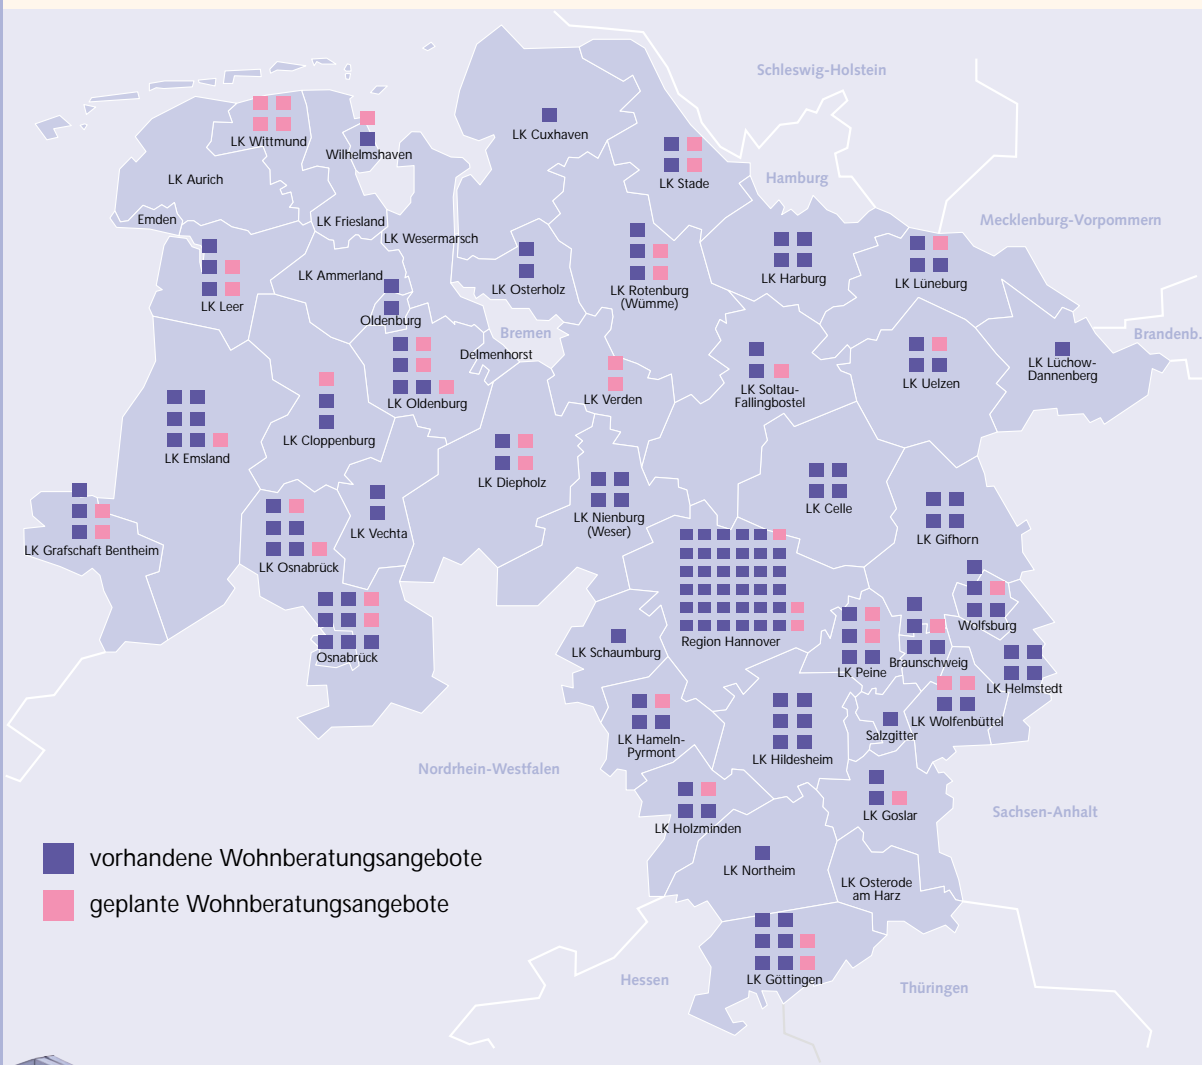 Schleswig-Holstein
LK Cuxhaven
LK Wittmund
Wilhelmshaven
LK Aurich
LK Stade
Hamburg
Emden
LK Friesland
Mecklenburg-Vorpommern
LK Wesermarsch
LK Ammerland
LK Osterholz
LK Rotenburg
(Wümme)
LK Harburg
LK Lüneburg
LK Leer
Oldenburg
Bremen
Brandenb.
Delmenhorst
LK Lüchow-
Dannenberg
LK Uelzen
LK Soltau-
Fallingbostel
LK Verden
LK Oldenburg
LK Cloppenburg
LK Emsland
LK Diepholz
LK Celle
LK Nienburg
(Weser)
LK Vechta
LK Gifhorn
LK Grafschaft Bentheim
LK Osnabrück
Wolfsburg
Region Hannover
LK Schaumburg
Osnabrück
LK Peine
Braunschweig
LK Helmstedt
LK Wolfenbüttel
Salzgitter
LK Hameln-
Pyrmont
LK Hildesheim
Nordrhein-Westfalen
Sachsen-Anhalt
LK Goslar
LK Holzminden
vorhandene Wohnberatungsangebote
LK Northeim
LK Osterode
am Harz
geplante Wohnberatungsangebote
Hessen
LK Göttingen
Thüringen